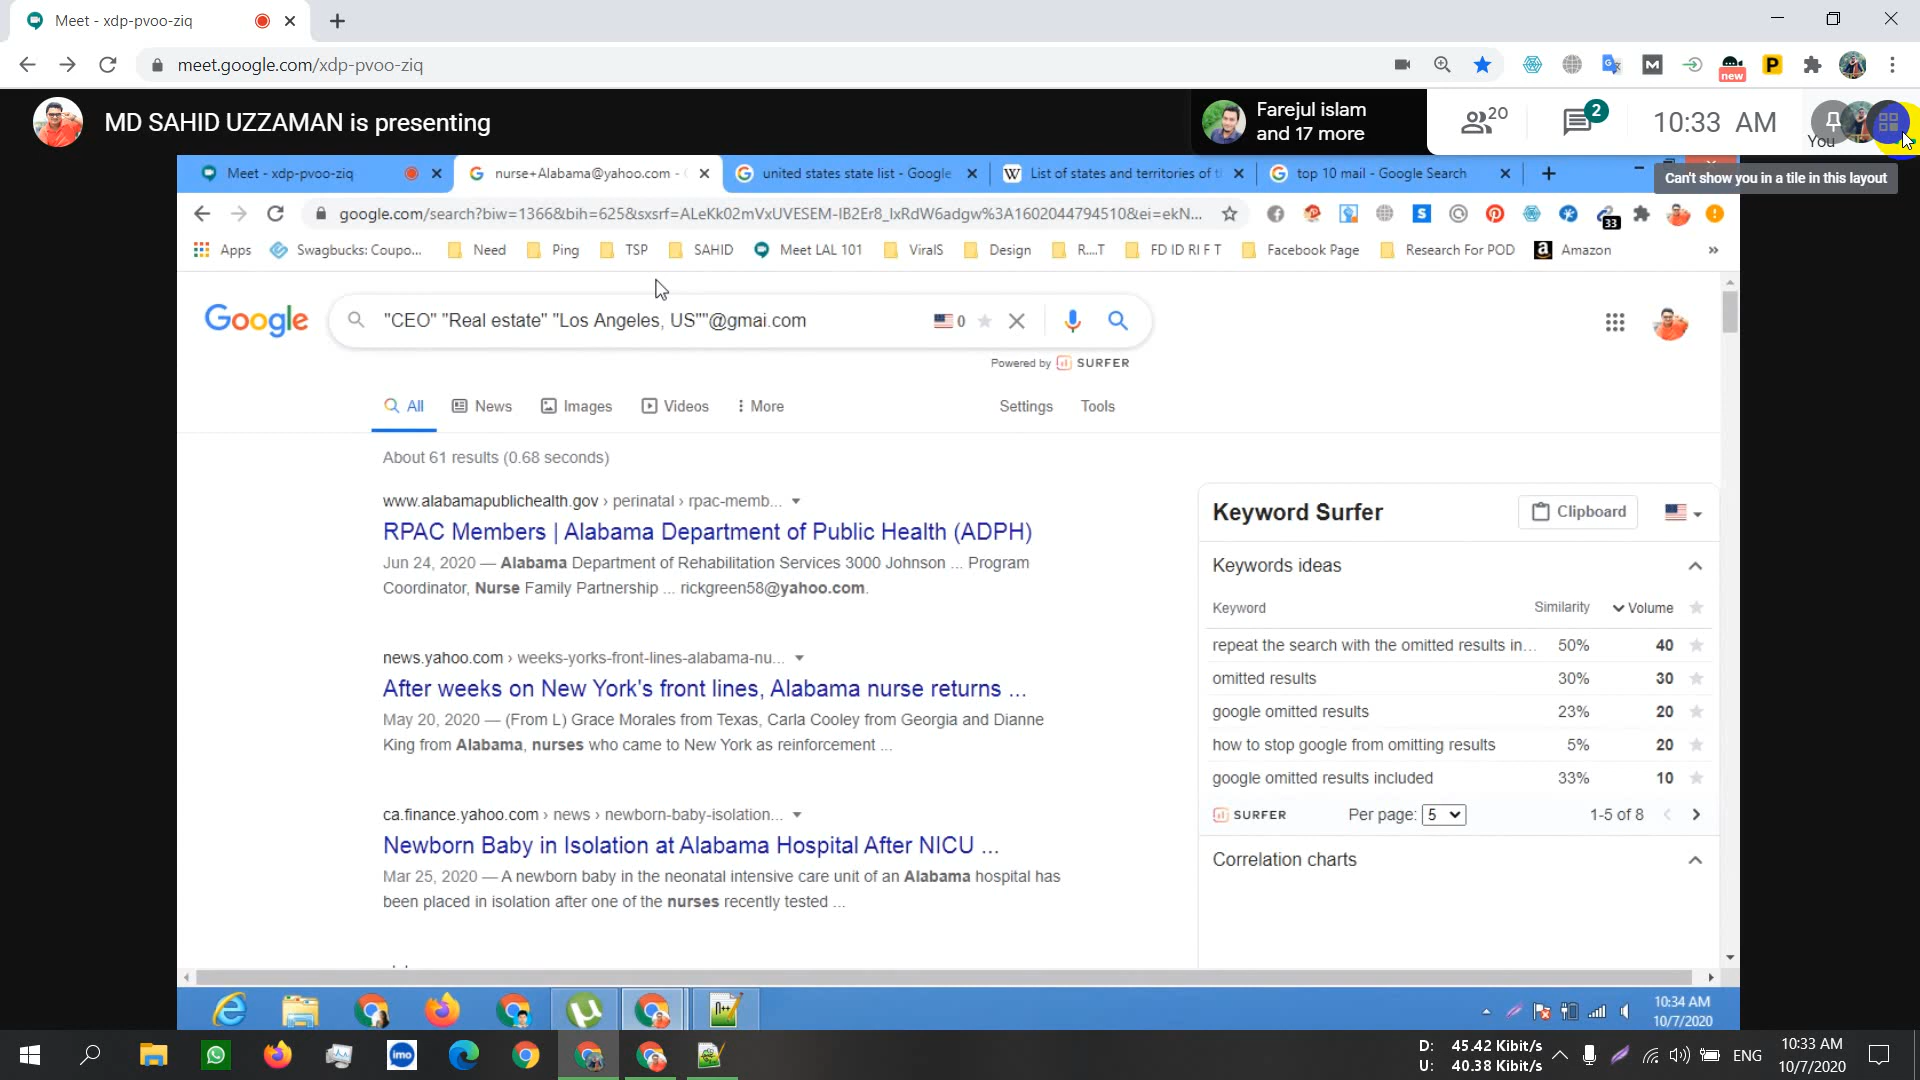 Meet - xdp-pvoo-ziq
meet.google.com/xdp-pvoo-ziq
new
MD SAHID UZZAMAN is presenting
Farejul islam
and 17 more
20
2
10:33 AM
You
Can't show you in a tile in this layout
Meet - xdp-pvoo-ziq
nurse+Alabama@yahoo.com -
united states state list - Google
List of states and territories of
top 10 mail - Google Search
google.com/search?biw=1366&bih=625&sxsrf=ALeKk02mVxUVESEM-IB2Er8_IxRdW6adgw%3A1602044794510&ei=ekN...
33
Apps
Swagbucks: Coupo...
Need
Ping
TSP
SAHID
Meet LAL 101
ViralS
Design
R....T
FD ID RI F T
Facebook Page
Research For POD
Amazon
»
Google
"CEO" "Real estate" "Los Angeles, US""@gmai.com
0
Powered by SURFER
All
News
Images
Videos
More
Settings
Tools
About 61 results (0.68 seconds)
www.alabamapublichealth.gov › perinatal › rpac-memb...
RPAC Members | Alabama Department of Public Health (ADPH)
Jun 24, 2020 — Alabama Department of Rehabilitation Services 3000 Johnson ... Program
Coordinator, Nurse Family Partnership ... rickgreen58@yahoo.com.
news.yahoo.com › weeks-yorks-front-lines-alabama-nu...
After weeks on New York's front lines, Alabama nurse returns ...
May 20, 2020 — (From L) Grace Morales from Texas, Carla Cooley from Georgia and Dianne
King from Alabama, nurses who came to New York as reinforcement ...
ca.finance.yahoo.com › news › newborn-baby-isolation...
Newborn Baby in Isolation at Alabama Hospital After NICU ...
Mar 25, 2020 — A newborn baby in the neonatal intensive care unit of an Alabama hospital has
been placed in isolation after one of the nurses recently tested ...
Keyword Surfer
Clipboard
Keywords ideas
Keyword Similarity Volume
repeat the search with the omitted results in... 50% 40
omitted results 30% 30
google omitted results 23% 20
how to stop google from omitting results 5% 20
google omitted results included 33% 10
SURFER Per page: 5 1-5 of 8
Correlation charts
10:34 AM
10/7/2020
imo
D: 45.42 Kibit/s
U: 40.38 Kibit/s
ENG
10:33 AM
10/7/2020